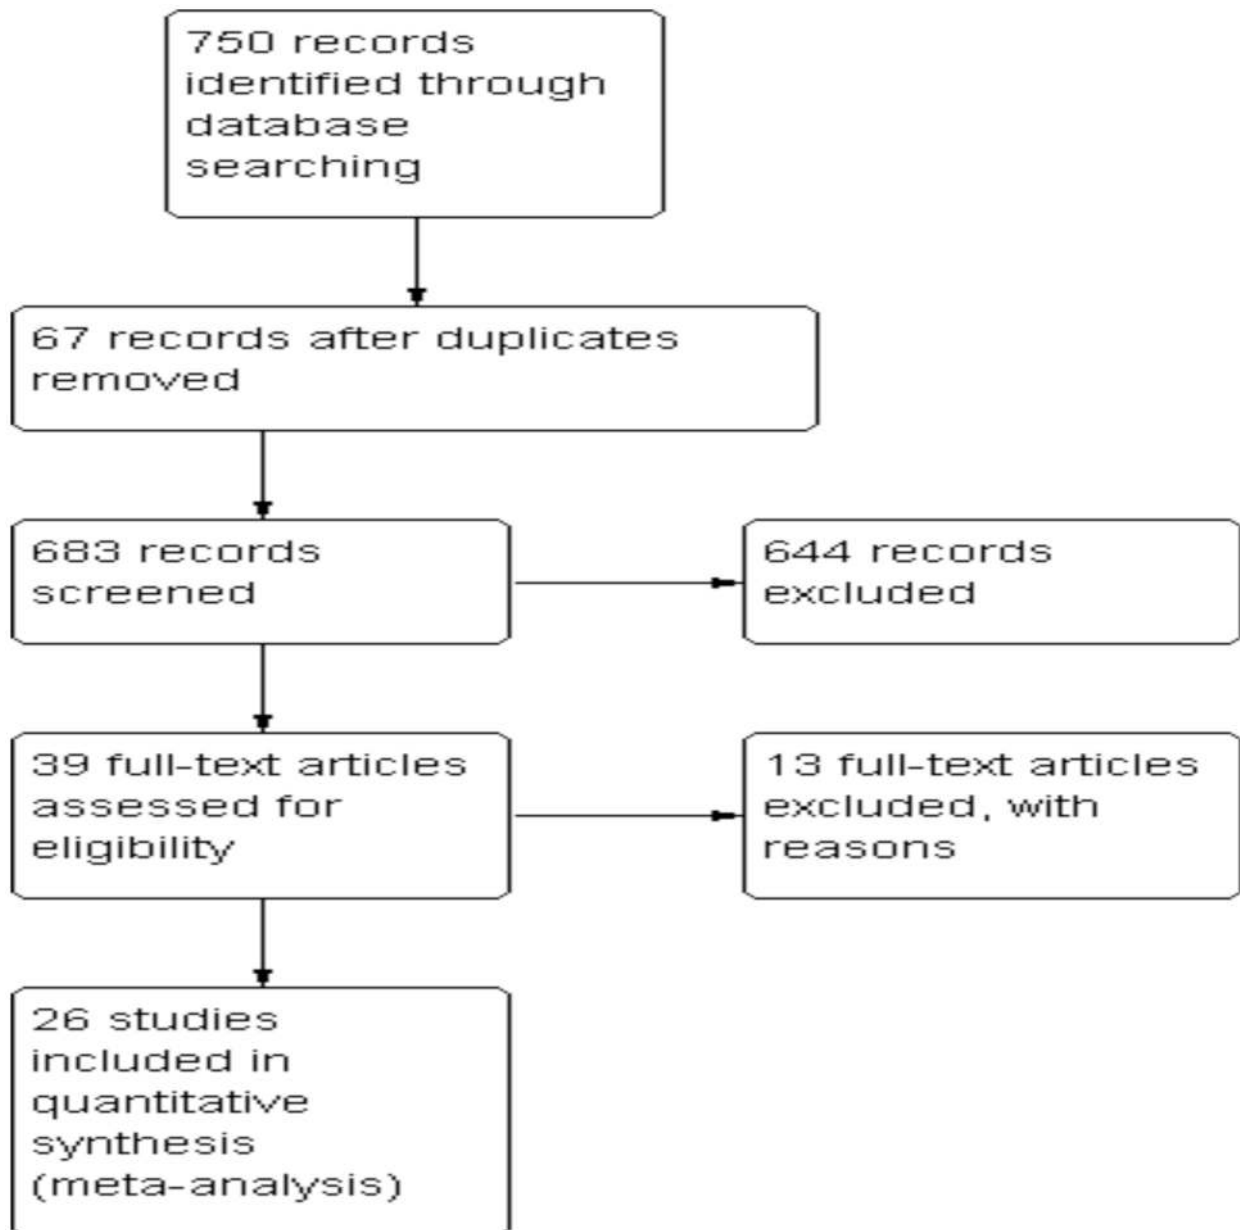 750 records
identified through
database
searching
67 records after duplicates
removed
683 records
screened
644 records
excluded
39 full-text articles
assessed for
eligibility
13 full-text articles
excluded, with
reasons
26 studies
included in
quantitative
synthesis
(meta-analysis)